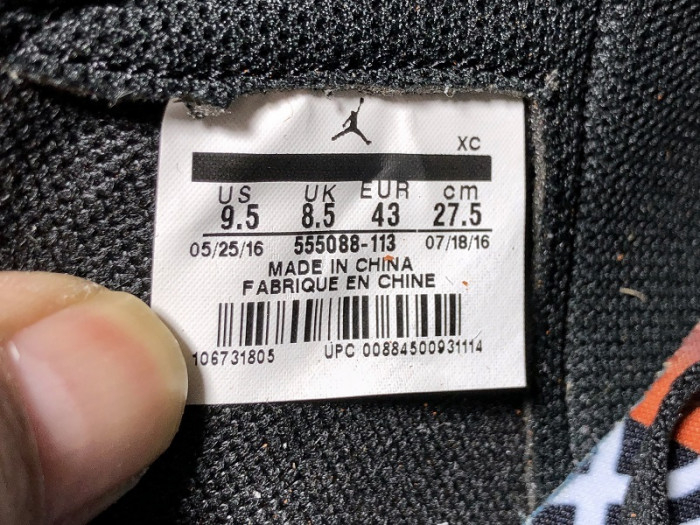 XC
US UK EUR cm
9.5 8.5 43 27.5
05/25/16 555088-113 07/18/16
MADE IN CHINA
FABRIQUE EN CHINE
106731805 UPC 00884500931114